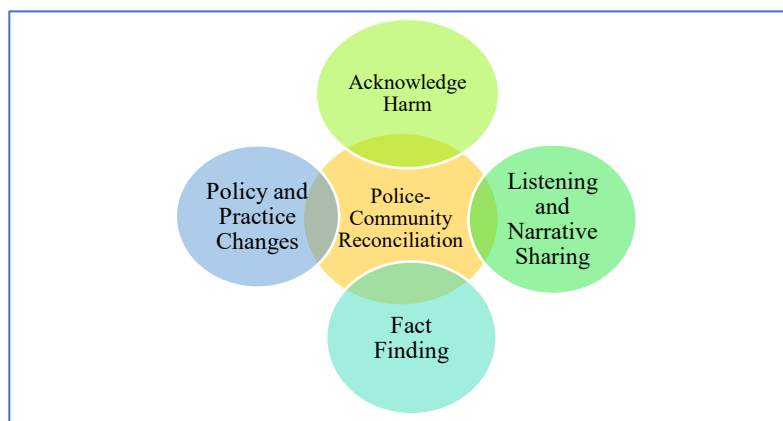 Acknowledge
Harm
Policy and
Practice
Changes
Police-
Community
Reconciliation
Listening
and
Narrative
Sharing
Fact
Finding